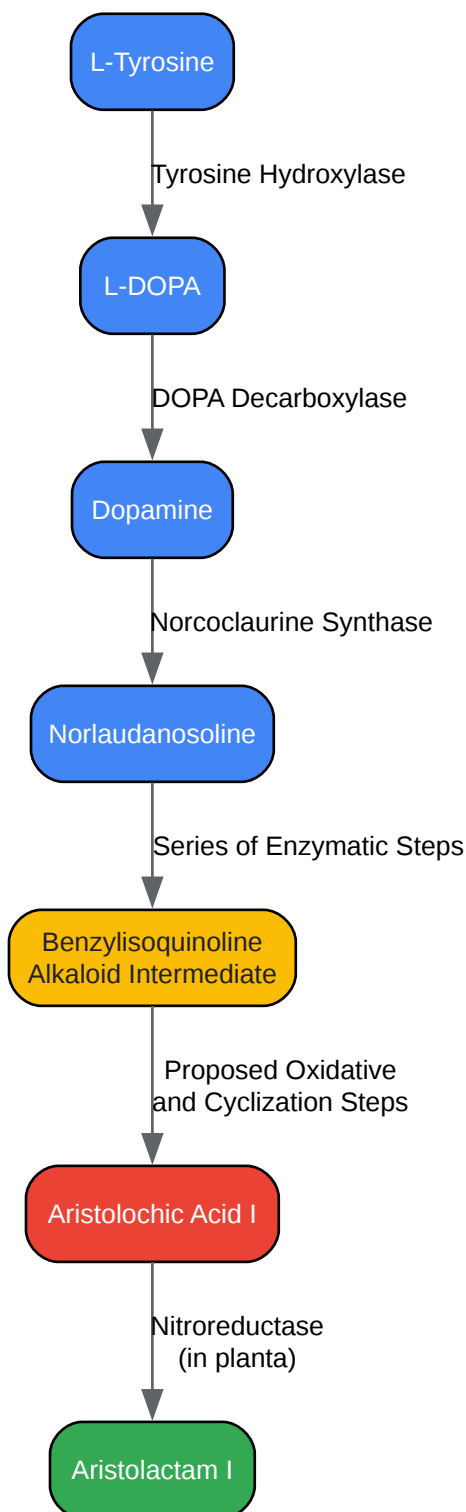 L-Tyrosine
Tyrosine Hydroxylase
L-DOPA
DOPA Decarboxylase
Dopamine
Norcoclaurine Synthase
Norlaudanosoline
Series of Enzymatic Steps
Benzylisoquinoline
Alkaloid Intermediate
Proposed Oxidative
and Cyclization Steps
Aristolochic Acid I
Nitroreductase
(in planta)
Aristolactam I